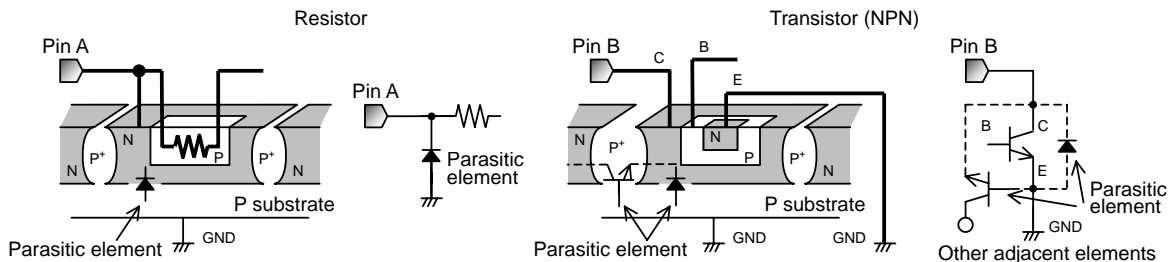 Resistor
Transistor (NPN)
Pin A
Pin B
B
C
E
Pin B
Pin A
N
N
P+
P
P+
N
Parasitic
element
N
P+
N
P
P+
N
B
C
E
Parasitic
element
P substrate
P substrate
Parasitic element
GND
Parasitic element
GND
GND
GND
Other adjacent elements